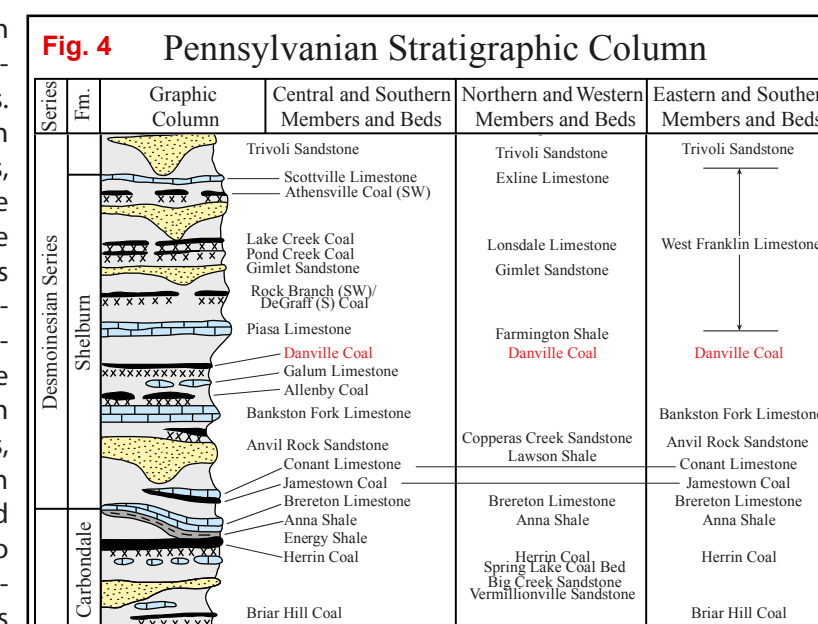 Fig. 4
Pennsylvanian Stratigraphic Column
Series
Fm.
Graphic
Column
Central and Southern
Members and Beds
Northern and Western
Members and Beds
Eastern and Souther
Members and Beds
Desmoinesian Series
Shelburn
Carbondale
Trivoli Sandstone
Scottville Limestone
Athensville Coal (SW)
Lake Creek Coal
Pond Creek Coal
Gimlet Sandstone
Rock Branch (SW)/
DeGraff (S) Coal
Piasa Limestone
Danville Coal
Galum Limestone
Allenby Coal
Bankston Fork Limestone
Anvil Rock Sandstone
Conant Limestone
Jamestown Coal
Brereton Limestone
Anna Shale
Energy Shale
Herrin Coal
Briar Hill Coal
Trivoli Sandstone
Exline Limestone
Lonsdale Limestone
Gimlet Sandstone
Farmington Shale
Danville Coal
Copperas Creek Sandstone
Lawson Shale
Brereton Limestone
Anna Shale
Herrin Coal
Spring Lake Coal Bed
Big Creek Sandstone
Vermillionville Sandstone
Trivoli Sandstone
West Franklin Limestone
Danville Coal
Bankston Fork Limestone
Anvil Rock Sandstone
Conant Limestone
Jamestown Coal
Brereton Limestone
Anna Shale
Herrin Coal
Briar Hill Coal